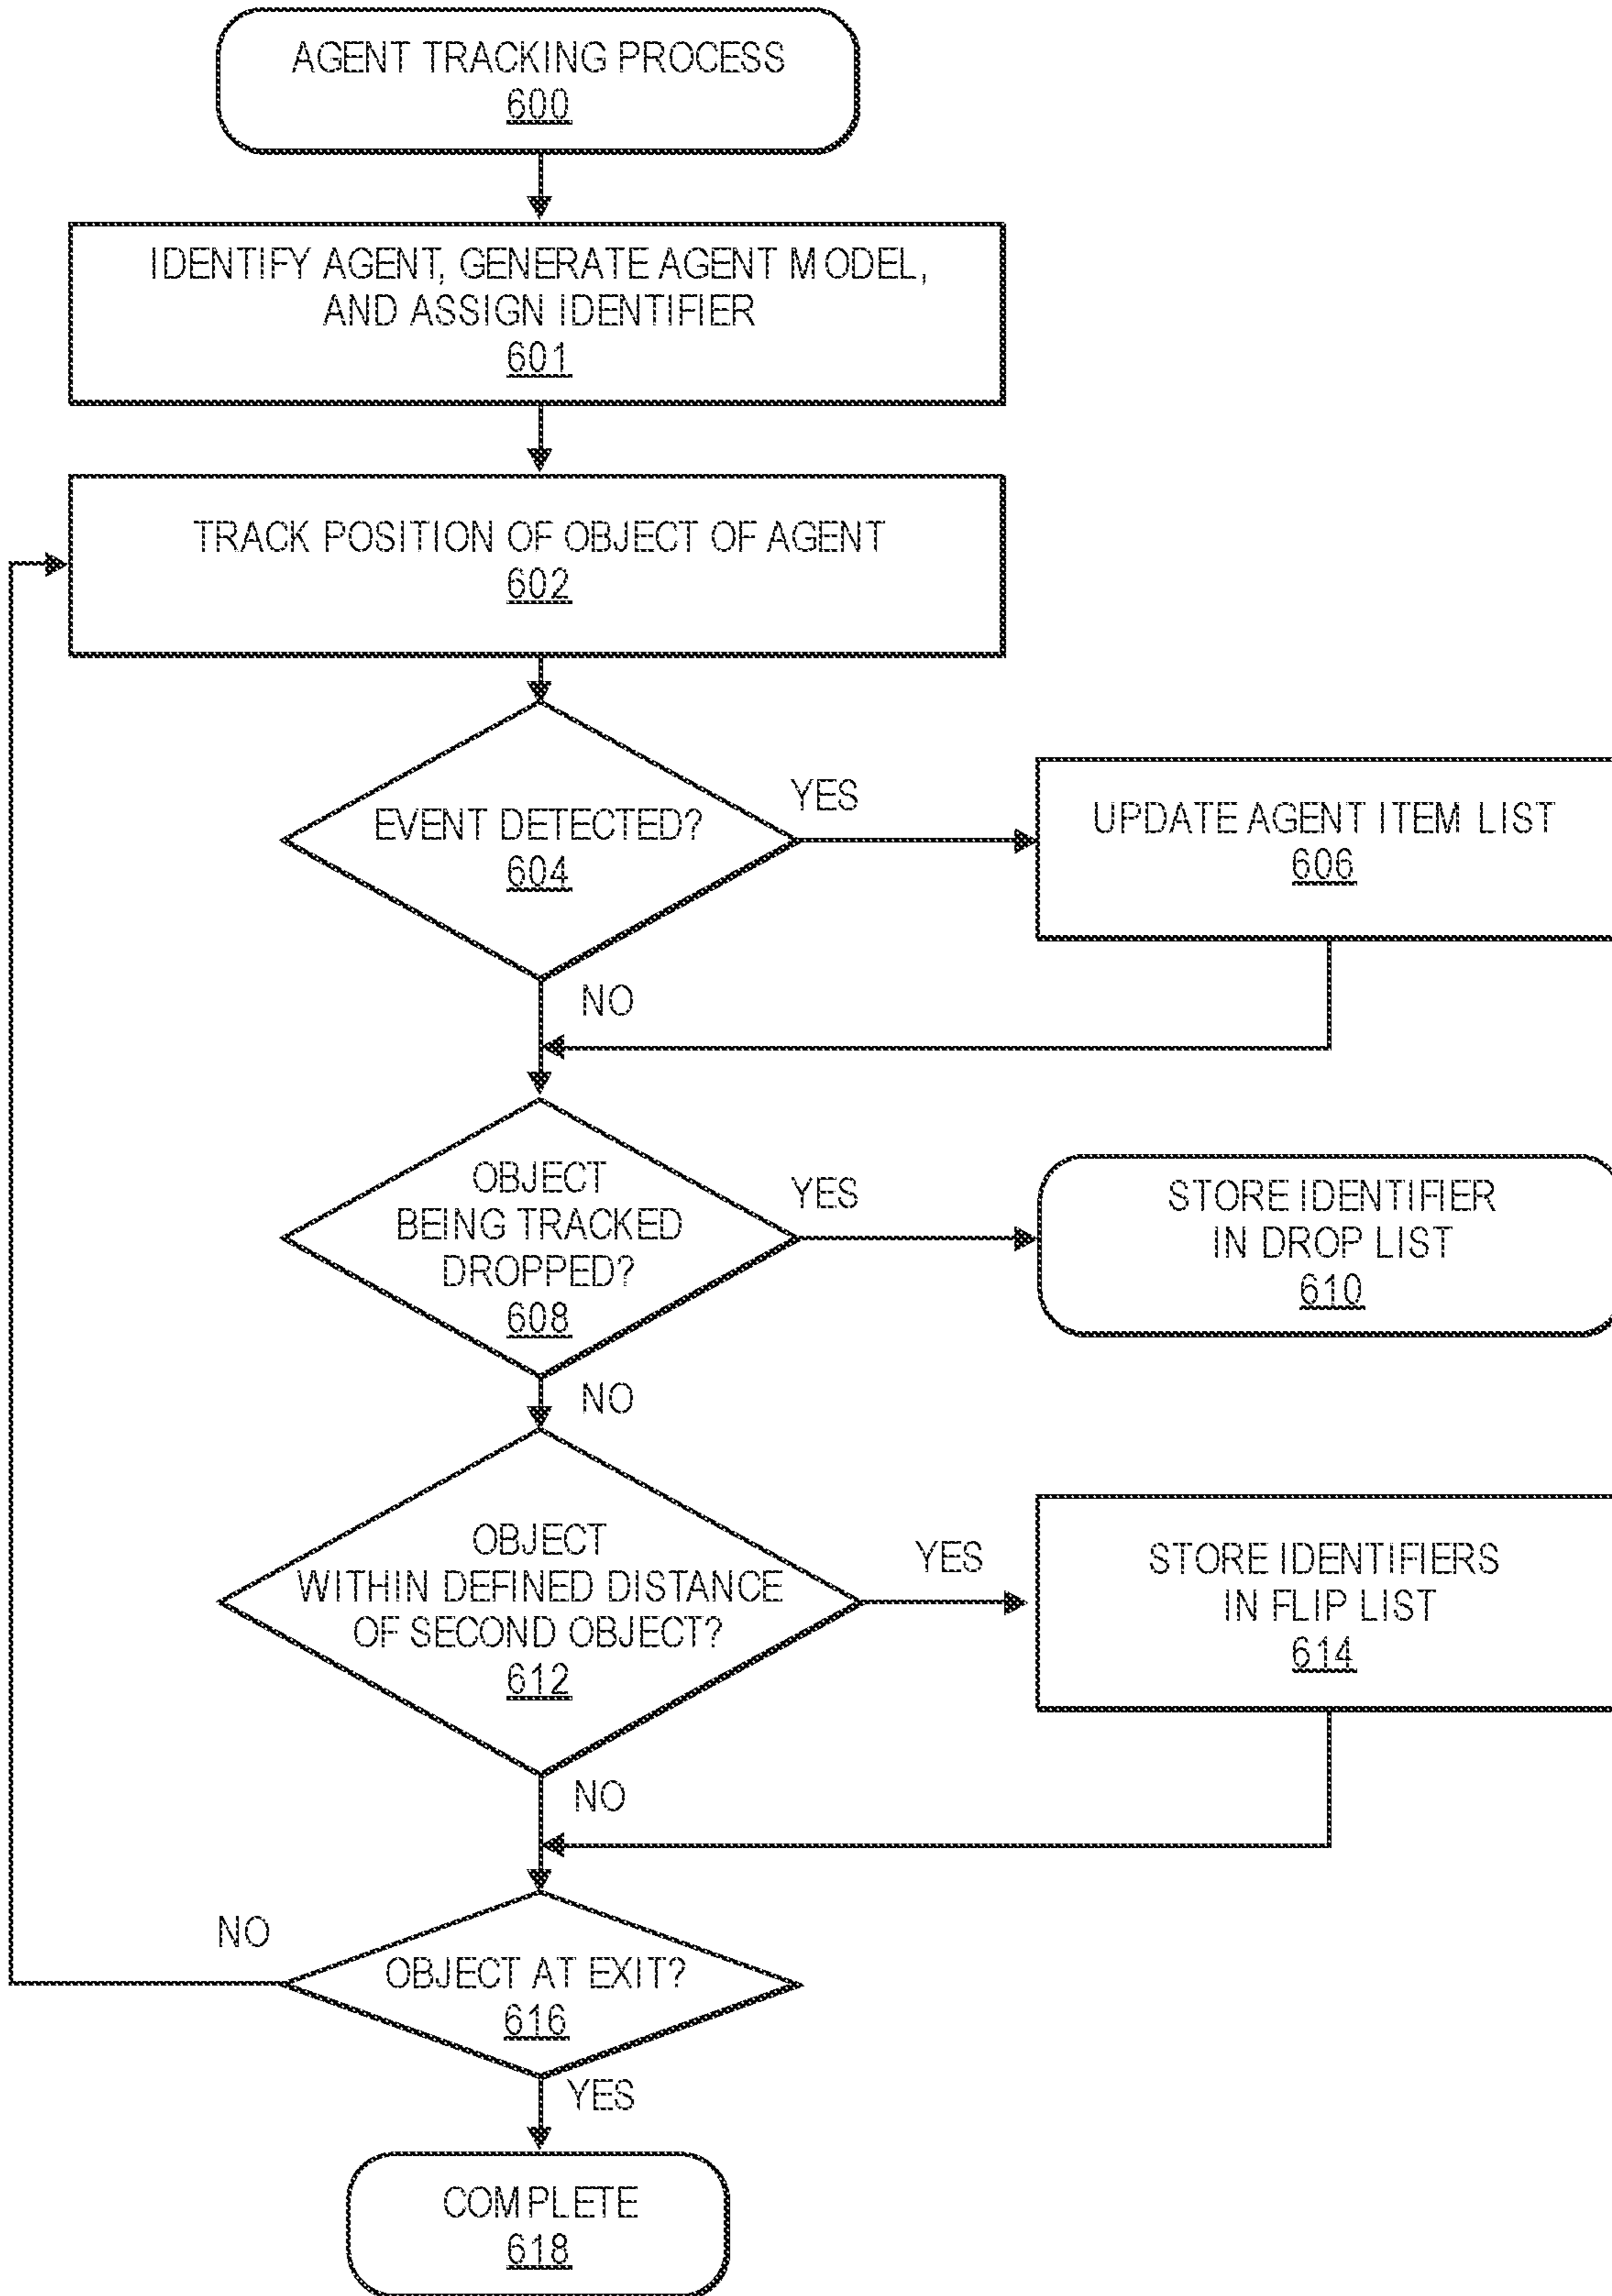 AGENT TRACKING PROCESS
600
IDENTIFY AGENT, GENERATE AGENT MODEL,
AND ASSIGN IDENTIFIER
601
TRACK POSITION OF OBJECT OF AGENT
602
EVENT DETECTED?
604
YES
UPDATE AGENT ITEM LIST
606
NO
OBJECT
BEING TRACKED
DROPPED?
608
YES
STORE IDENTIFIER
IN DROP LIST
610
NO
OBJECT
WITHIN DEFINED DISTANCE
OF SECOND OBJECT?
612
YES
STORE IDENTIFIERS
IN FLIP LIST
614
NO
NO
OBJECT AT EXIT?
616
YES
COMPLETE
618